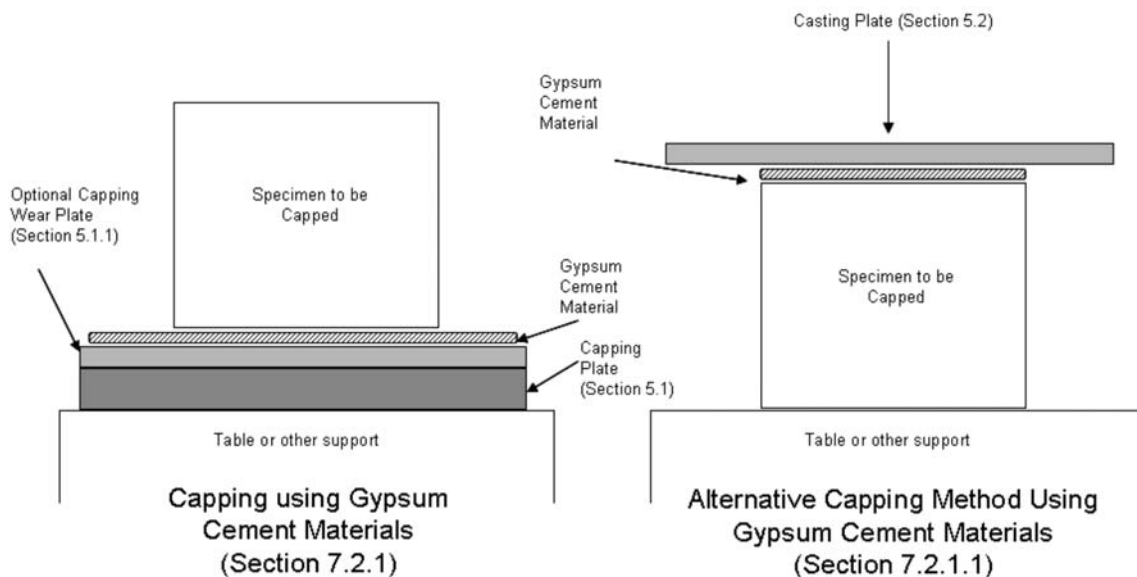 Casting Plate (Section 5.2)
Gypsum
Cement
Material
Optional Capping
Wear Plate
(Section 5.1.1)
Specimen to be
Capped
Gypsum
Cement
Material
Specimen to be
Capped
Capping
Plate
(Section 5.1)
Table or other support
Table or other support
Capping using Gypsum
Cement Materials
(Section 7.2.1)
Alternative Capping Method Using
Gypsum Cement Materials
(Section 7.2.1.1)